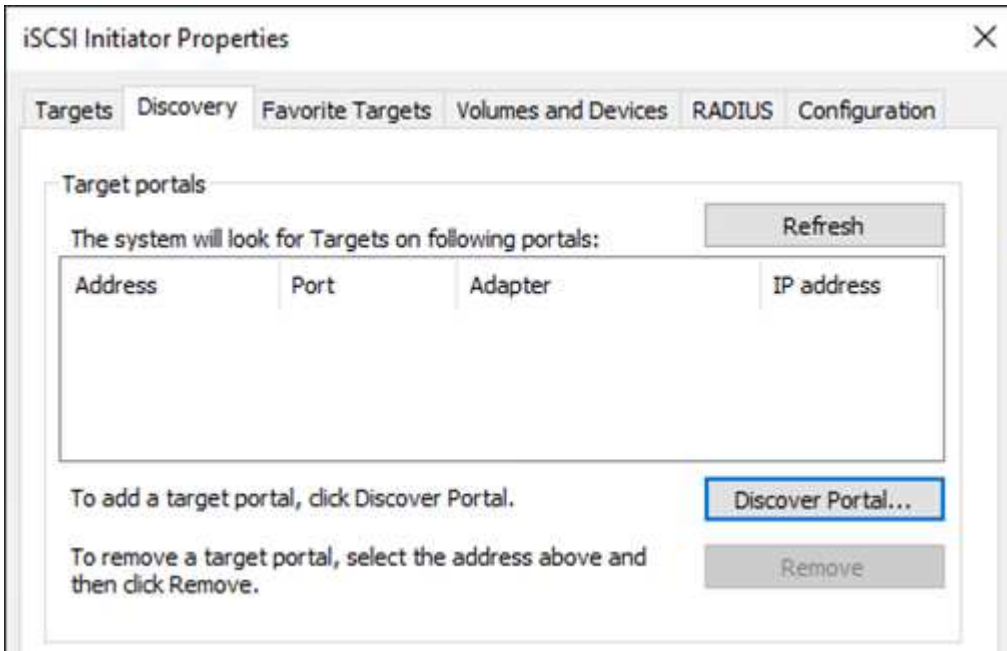 iSCSI Initiator Properties
Targets Discovery Favorite Targets Volumes and Devices RADIUS Configuration
Target portals
The system will look for Targets on following portals: Refresh
Address Port Adapter IP address
To add a target portal, click Discover Portal. Discover Portal...
To remove a target portal, select the address above and Remove
then click Remove.